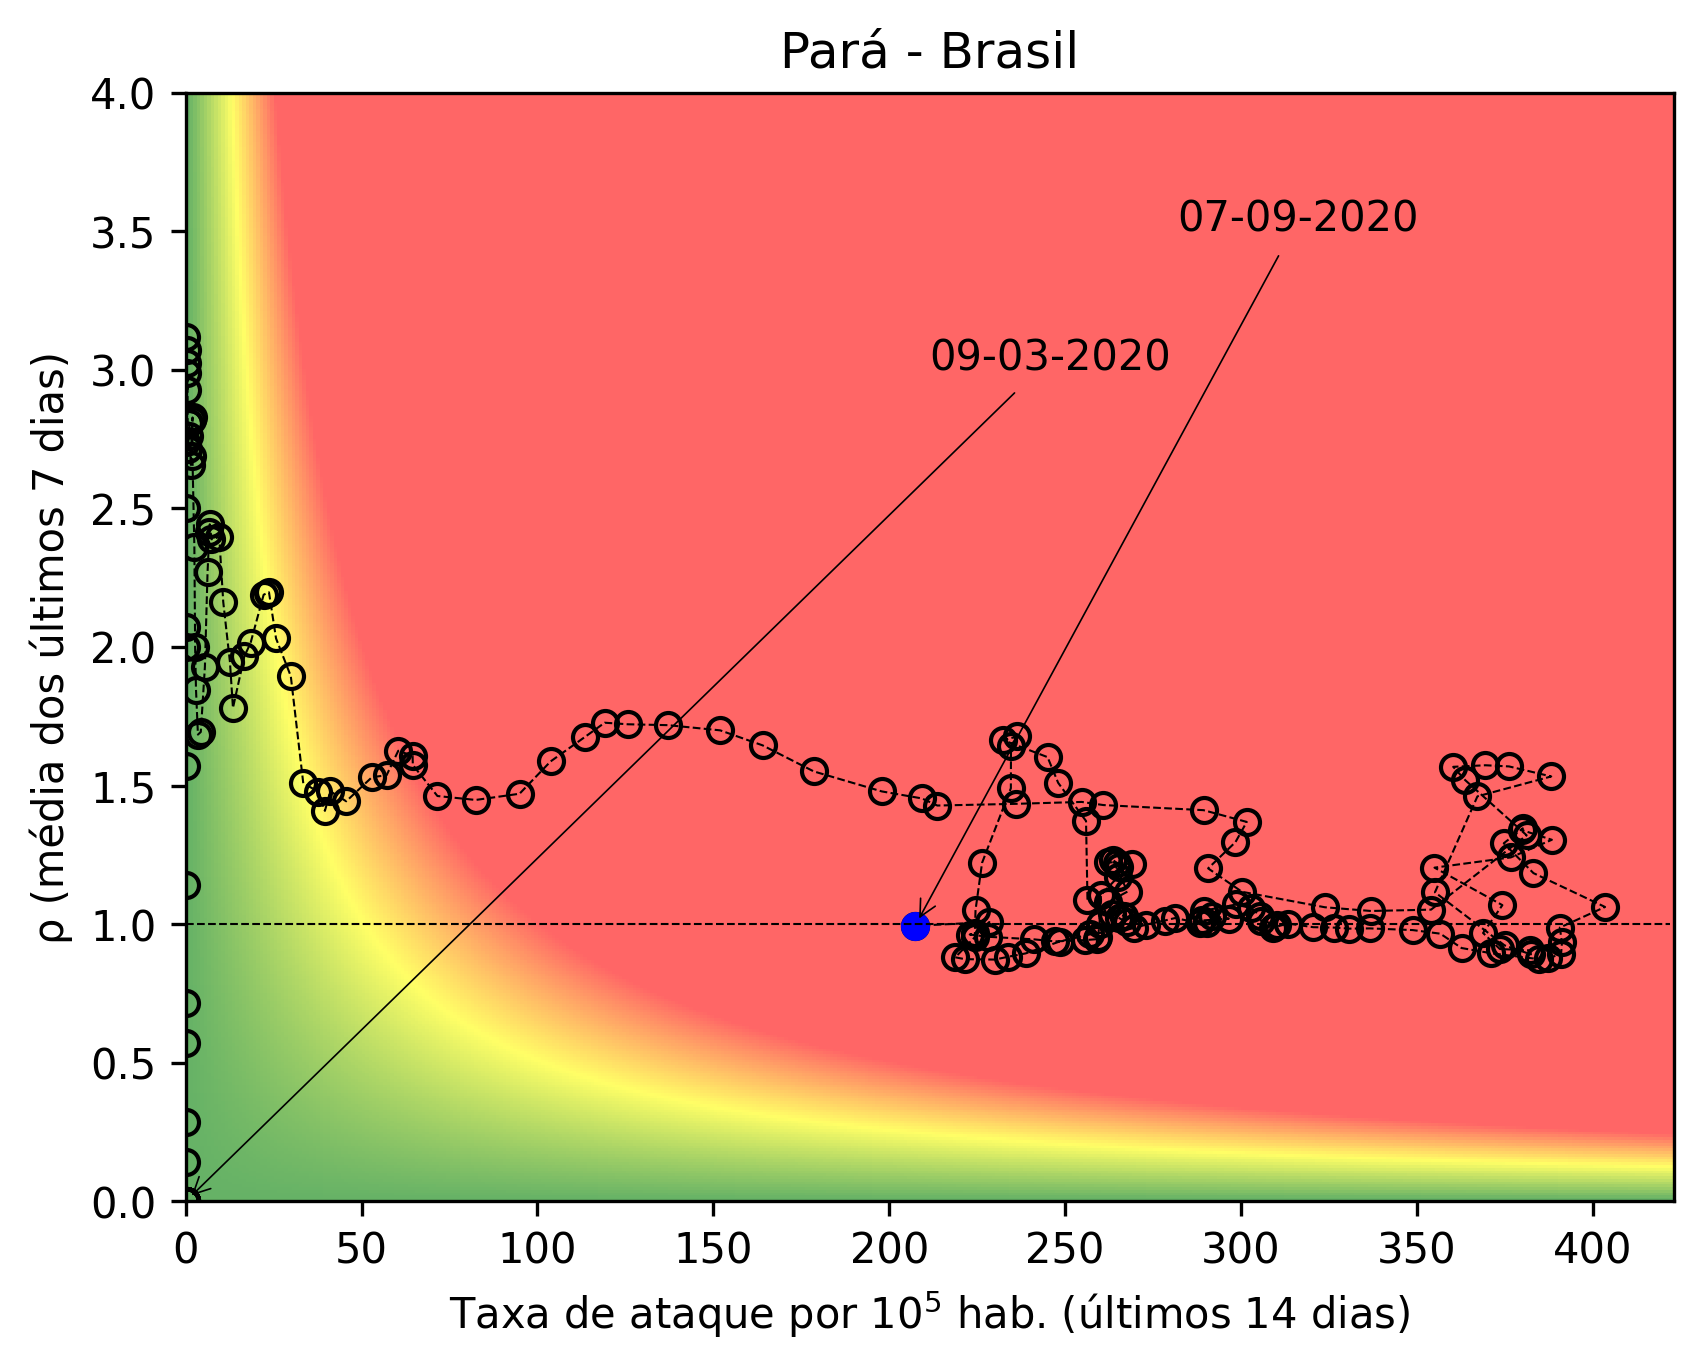 Pará - Brasil
4.0
3.5
3.0
2.5
2.0
1.5
1.0
0.5
0.0
ρ (média dos últimos 7 dias)
07-09-2020
09-03-2020
0 50 100 150 200 250 300 350 400
Taxa de ataque por 10⁵ hab. (últimos 14 dias)